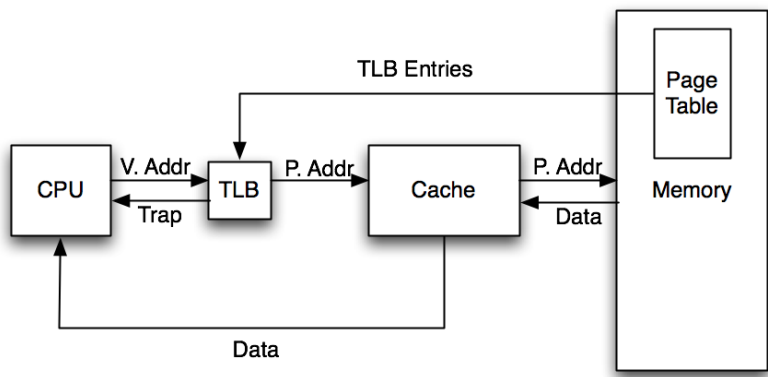 TLB Entries
Page
Table
CPU
V. Addr
Trap
TLB
P. Addr
Cache
P. Addr
Data
Memory
Data